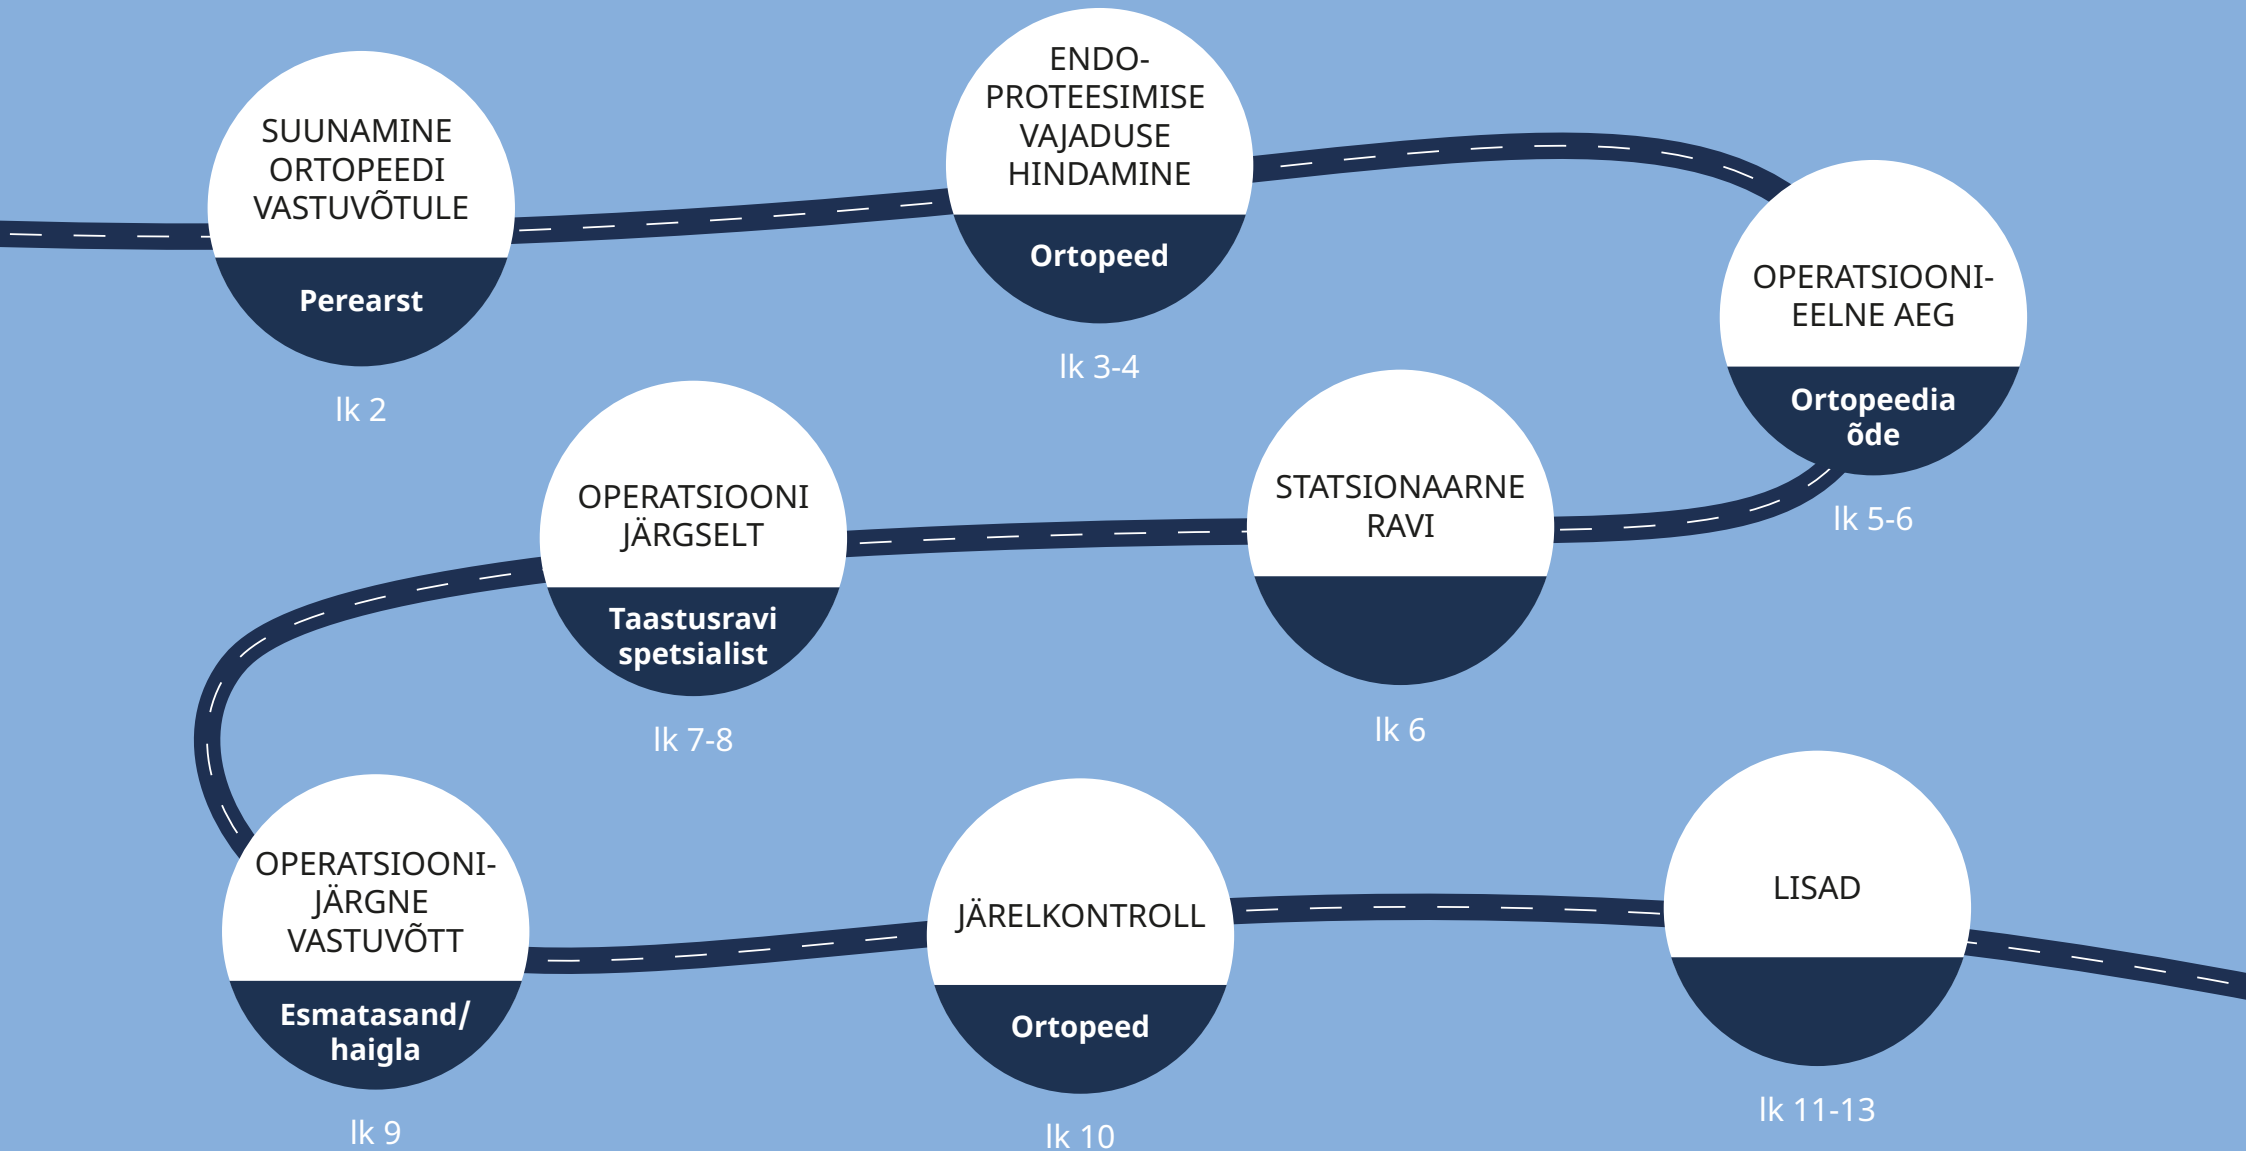 SUUNAMINE
ORTOPEEDI
VASTUVÕTULE
Perearst
lk 2
ENDO-
PROTEESIMISE
VAJADUSE
HINDAMINE
Ortopeed
lk 3-4
OPERATSIOONI-
EELNE AEG
Ortopeedia
õde
lk 5-6
STATSIONAARNE
RAVI
lk 6
OPERATSIOONI
JÄRGSELT
Taastusravi
spetsialist
lk 7-8
OPERATSIOONI-
JÄRGNE
VASTUVÕTT
Esmatasand/
haigla
lk 9
JÄRELKONTROLL
Ortopeed
lk 10
LISAD
lk 11-13